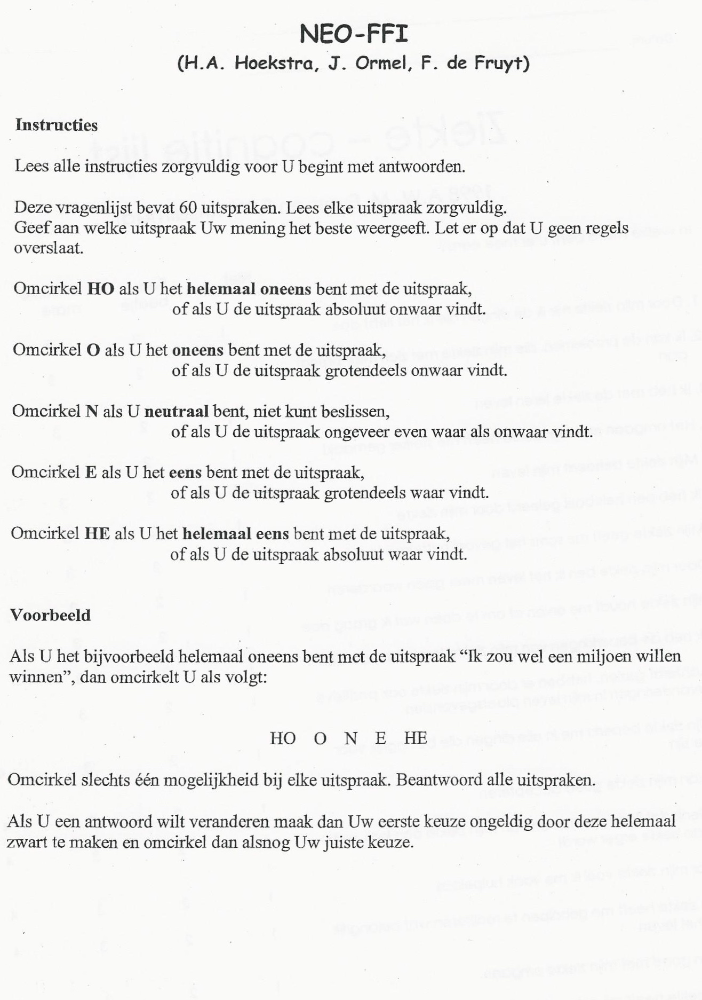 NEO-FFI
(H.A. Hoekstra, J. Ormel, F. de Fruyt)
Instructies
Lees alle instructies zorgvuldig voor U begint met antwoorden.
Deze vragenlijst bevat 60 uitspraken. Lees elke uitspraak zorgvuldig.
Geef aan welke uitspraak Uw mening het beste weergeeft. Let er op dat U geen regels
overslaat.
Omcirkel HO als U het helemaal oneens bent met de uitspraak,
of als U de uitspraak absoluut onwaar vindt.
Omcirkel O als U het oneens bent met de uitspraak,
of als U de uitspraak grotendeels onwaar vindt.
Omcirkel N als U neutraal bent, niet kunt beslissen,
of als U de uitspraak ongeveer even waar als onwaar vindt.
Omcirkel E als U het eens bent met de uitspraak,
of als U de uitspraak grotendeels waar vindt.
Omcirkel HE als U het helemaal eens bent met de uitspraak,
of als U de uitspraak absoluut waar vindt.
Voorbeeld
Als U het bijvoorbeeld helemaal oneens bent met de uitspraak “Ik zou wel een miljoen willen
winnen”, dan omcirkelt U als volgt:
HO O N E HE
Omcirkel slechts één mogelijkheid bij elke uitspraak. Beantwoord alle uitspraken.
Als U een antwoord wilt veranderen maak dan Uw eerste keuze ongeldig door deze helemaal
zwart te maken en omcirkel dan alsnog Uw juiste keuze.